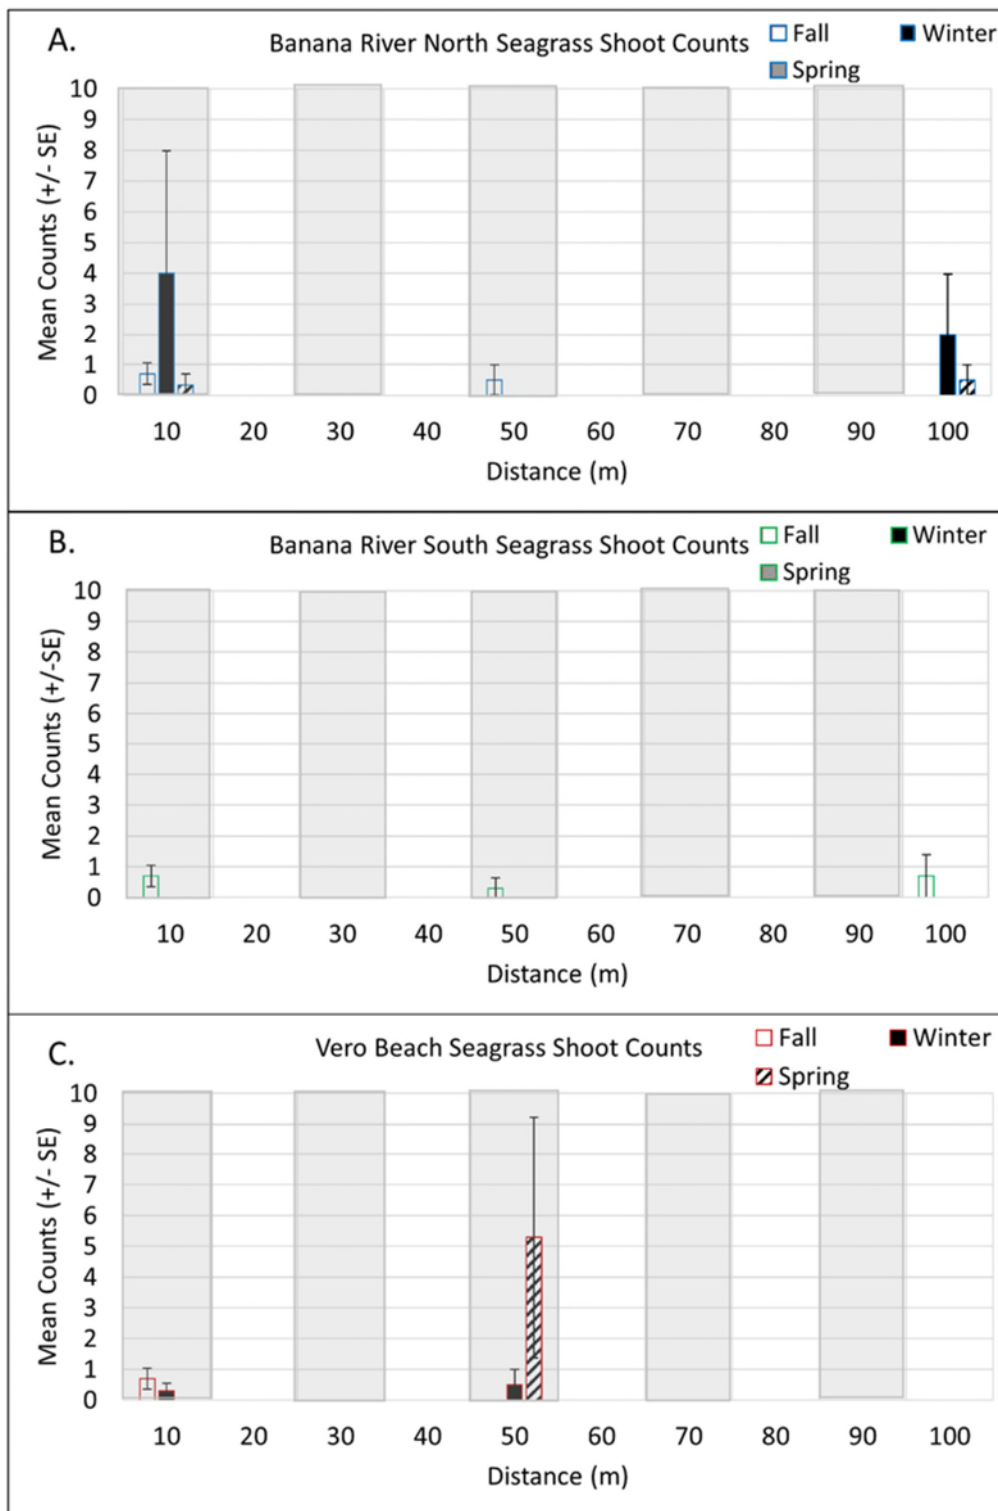 A.
Banana River North Seagrass Shoot Counts
Fall Winter
Spring
Mean Counts (+/- SE)
10
9
8
7
6
5
4
3
2
1
0
10 20 30 40 50 60 70 80 90 100
Distance (m)
B.
Banana River South Seagrass Shoot Counts
Fall Winter
Spring
Mean Counts (+/-SE)
10
9
8
7
6
5
4
3
2
1
0
10 20 30 40 50 60 70 80 90 100
Distance (m)
C.
Vero Beach Seagrass Shoot Counts
Fall Winter
Spring
Mean Counts (+/- SE)
10
9
8
7
6
5
4
3
2
1
0
10 20 30 40 50 60 70 80 90 100
Distance (m)